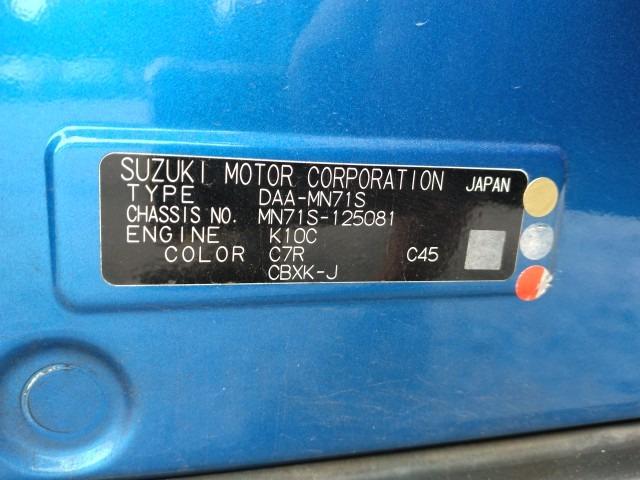 SUZUKI MOTOR CORPORATION JAPAN
TYPE DAA-MN71S
CHASSIS NO. MN71S-125081
ENGINE K10C
COLOR C7R C45
CBXK-J